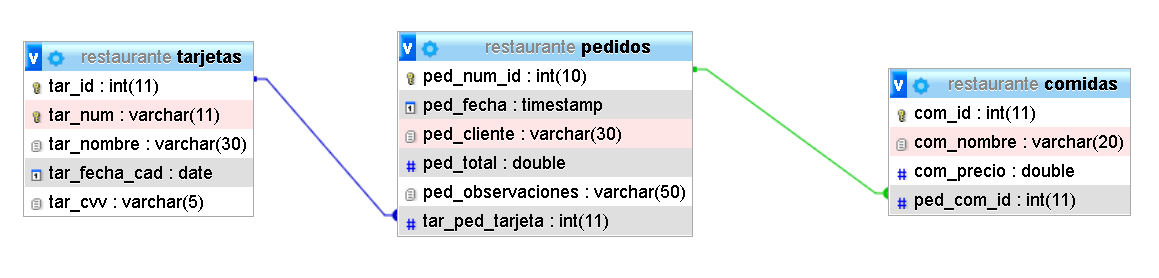 v restaurante tarjetas
tar_id : int(11)
tar_num : varchar(11)
tar_nombre : varchar(30)
tar_fecha_cad : date
tar_cvv : varchar(5)
v restaurante pedidos
ped_num_id : int(10)
ped_fecha : timestamp
ped_cliente : varchar(30)
# ped_total : double
ped_observaciones : varchar(50)
# tar_ped_tarjeta : int(11)
v restaurante comidas
com_id : int(11)
com_nombre : varchar(20)
# com_precio : double
# ped_com_id : int(11)